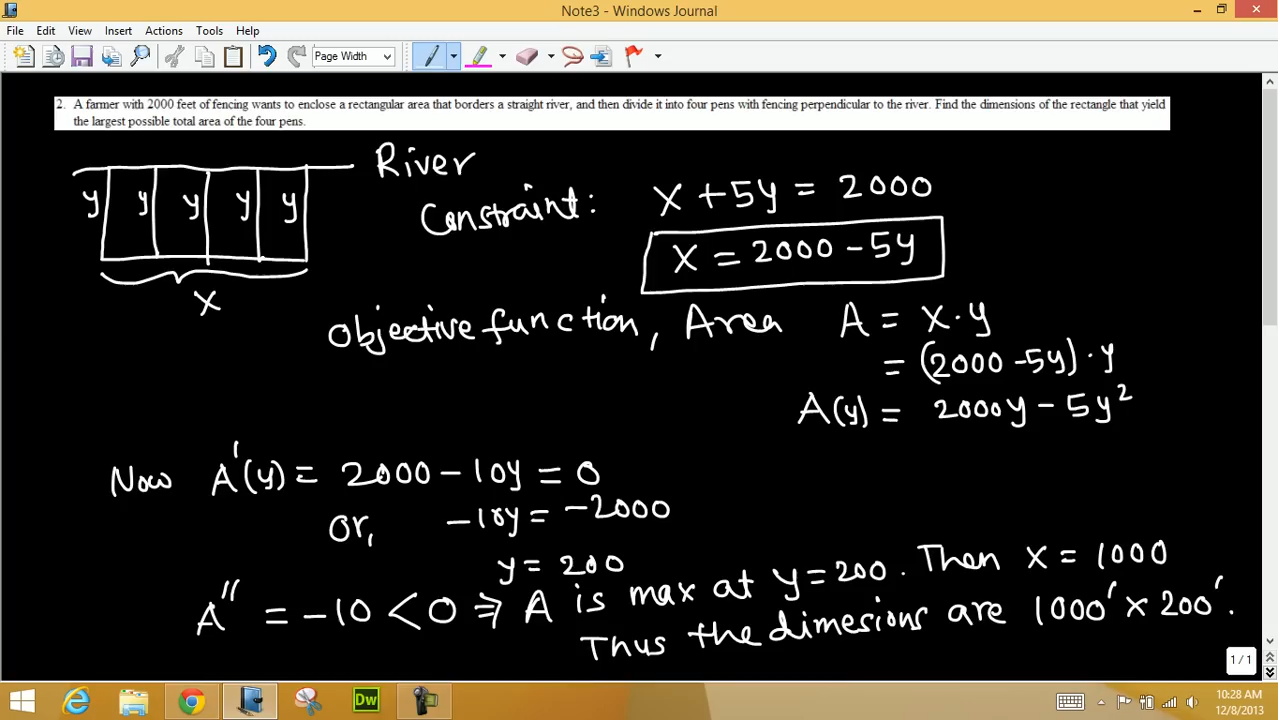 Note3 - Windows Journal
File Edit View Insert Actions Tools Help
Page Width
2. A farmer with 2000 feet of fencing wants to enclose a rectangular area that borders a straight river, and then divide it into four pens with fencing perpendicular to the river. Find the dimensions of the rectangle that yield
the largest possible total area of the four pens.
River
y y y y y
x
Constraint: x + 5y = 2000
x = 2000 - 5y
Objective function, Area A = x · y
= (2000 - 5y) · y
A(y) = 2000y - 5y²
Now A'(y) = 2000 - 10y = 0
Or, -10y = -2000
y = 200
A'' = -10 < 0 ⇒ A is max at y = 200. Then x = 1000
Thus the dimesions are 1000' x 200'.
1/1
Dw
10:28 AM
12/8/2013